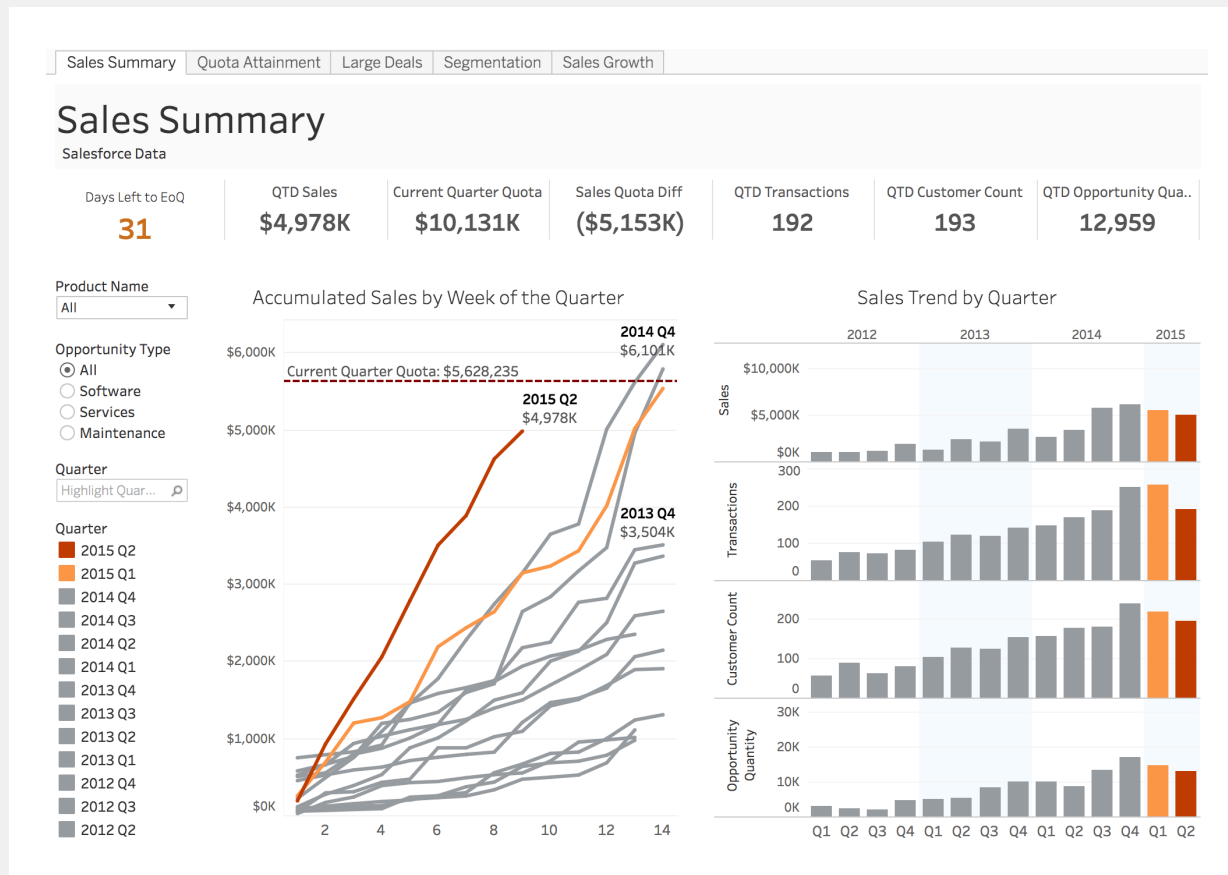 Sales Summary Quota Attainment Large Deals Segmentation Sales Growth
Sales Summary
Salesforce Data
Days Left to EoQ
31
QTD Sales
$4,978K
Current Quarter Quota
$10,131K
Sales Quota Diff
($5,153K)
QTD Transactions
192
QTD Customer Count
193
QTD Opportunity Qua..
12,959
Product Name
All
Opportunity Type
All
Software
Services
Maintenance
Quarter
Highlight Quar...
Quarter
2015 Q2
2015 Q1
2014 Q4
2014 Q3
2014 Q2
2014 Q1
2013 Q4
2013 Q3
2013 Q2
2013 Q1
2012 Q4
2012 Q3
2012 Q2
Accumulated Sales by Week of the Quarter
$6,000K
$5,000K
$4,000K
$3,000K
$2,000K
$1,000K
$0K
2014 Q4
$6,101K
Current Quarter Quota: $5,628,235
2015 Q2
$4,978K
2013 Q4
$3,504K
2 4 6 8 10 12 14
Sales Trend by Quarter
2012 2013 2014 2015
Sales
$10,000K
$5,000K
$0K
Transactions
300
200
100
0
Customer Count
200
100
0
Opportunity
Quantity
30K
20K
10K
0K
Q1 Q2 Q3 Q4 Q1 Q2 Q3 Q4 Q1 Q2 Q3 Q4 Q1 Q2